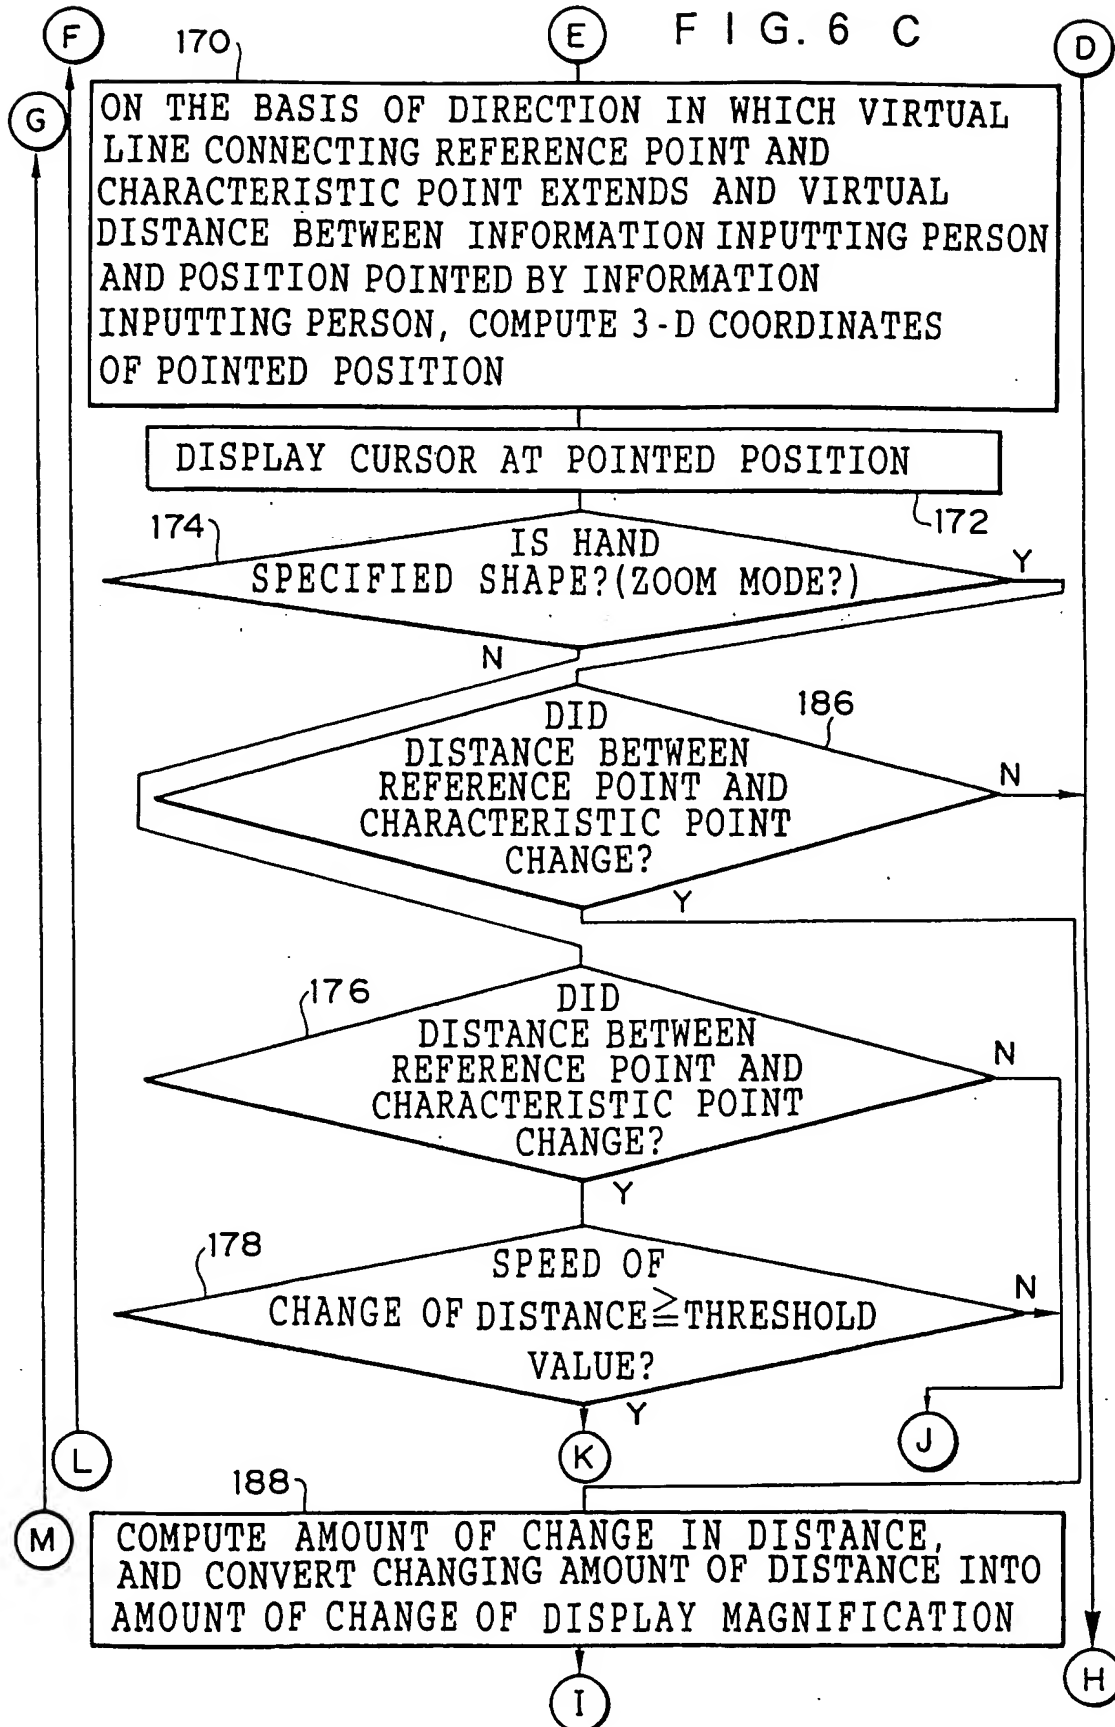 FIG. 6 C
F
E
D
170
G
ON THE BASIS OF DIRECTION IN WHICH VIRTUAL
LINE CONNECTING REFERENCE POINT AND
CHARACTERISTIC POINT EXTENDS AND VIRTUAL
DISTANCE BETWEEN INFORMATION INPUTTING PERSON
AND POSITION POINTED BY INFORMATION
INPUTTING PERSON, COMPUTE 3-D COORDINATES
OF POINTED POSITION
DISPLAY CURSOR AT POINTED POSITION
172
174
IS HAND
SPECIFIED SHAPE?(ZOOM MODE?)
Y
N
186
DID
DISTANCE BETWEEN
REFERENCE POINT AND
CHARACTERISTIC POINT
CHANGE?
N
Y
176
DID
DISTANCE BETWEEN
REFERENCE POINT AND
CHARACTERISTIC POINT
CHANGE?
N
Y
178
SPEED OF
CHANGE OF DISTANCE≧THRESHOLD
VALUE?
N
Y
L
K
J
188
M
COMPUTE AMOUNT OF CHANGE IN DISTANCE,
AND CONVERT CHANGING AMOUNT OF DISTANCE INTO
AMOUNT OF CHANGE OF DISPLAY MAGNIFICATION
H
I